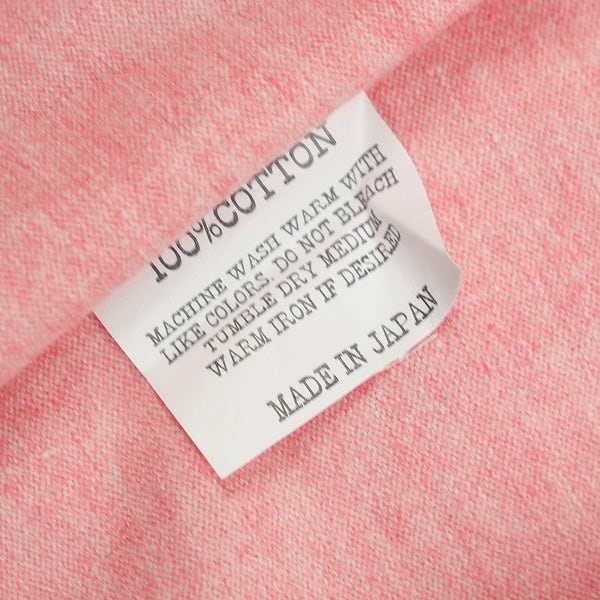 100%COTTON
MACHINE WASH WARM WITH
LIKE COLORS. DO NOT BLEACH
TUMBLE DRY MEDIUM
WARM IRON IF DESIRED
MADE IN JAPAN